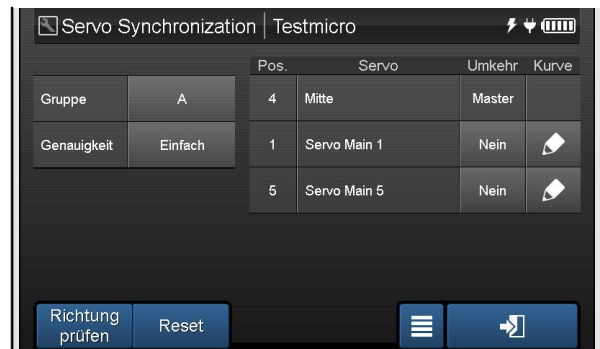 Servo Synchronization | Testmicro
Pos. Servo Umkehr Kurve
Gruppe A 4 Mitte Master
Genauigkeit Einfach 1 Servo Main 1 Nein
5 Servo Main 5 Nein
Richtung
prüfen
Reset